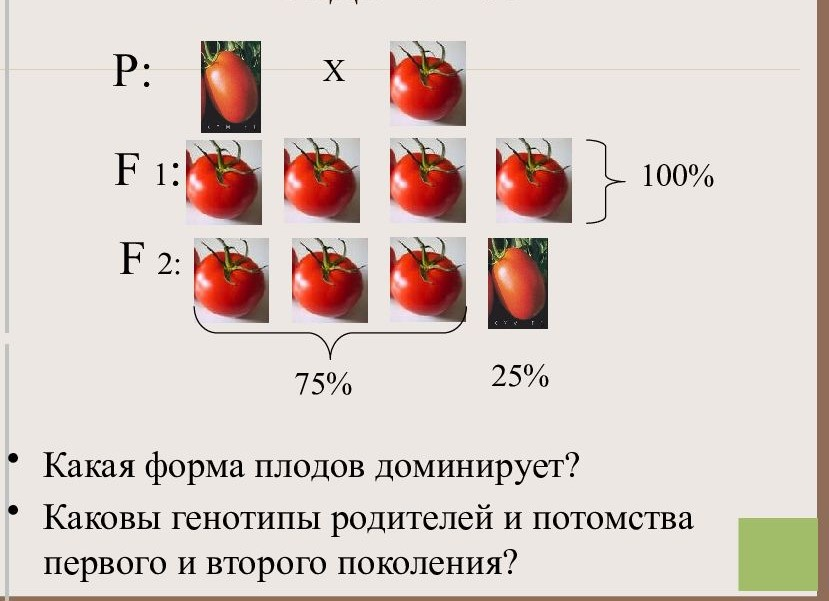 P: X
F 1: 100%
F 2:
75% 25%
• Какая форма плодов доминирует?
• Каковы генотипы родителей и потомства
первого и второго поколения?